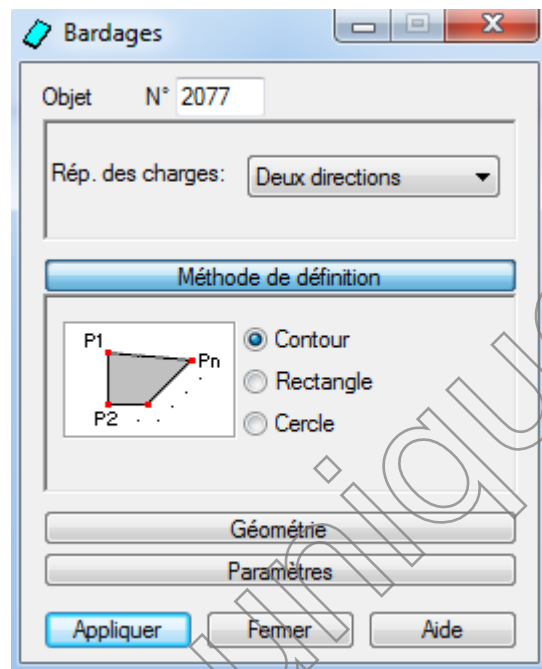 Bardages
Objet N° 2077
Rép. des charges: Deux directions
Méthode de définition
P1
Pn
P2
Contour
Rectangle
Cercle
Géométrie
Paramètres
Appliquer Fermer Aide